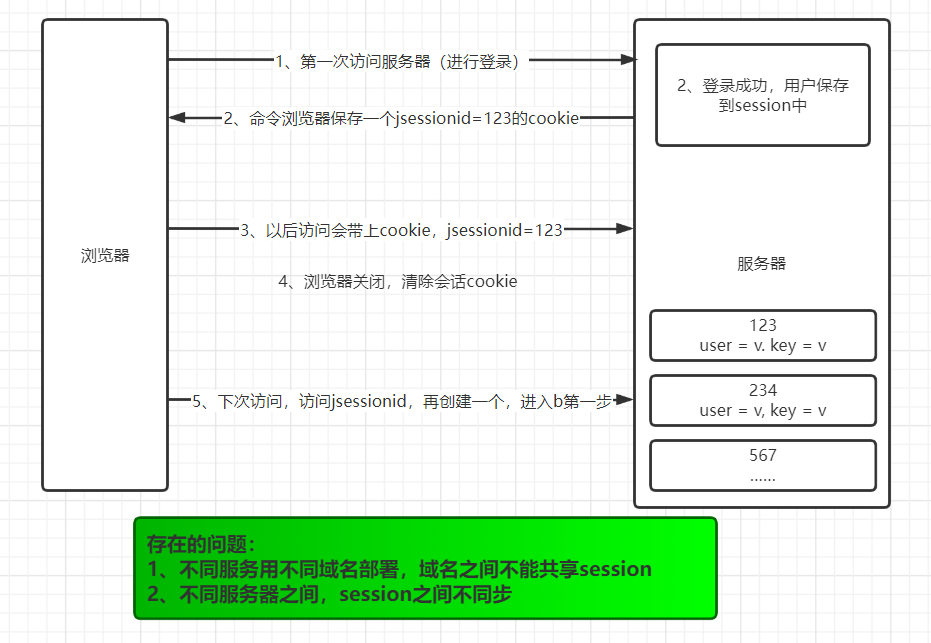 1、第一次访问服务器（进行登录）
2、登录成功，用户保存
到session中
2、命令浏览器保存一个jsessionid=123的cookie
3、以后访问会带上cookie，jsessionid=123
浏览器
服务器
4、浏览器关闭，清除会话cookie
123
user = v. key = v
5、下次访问，访问jsessionid，再创建一个，进入b第一步
234
user = v, key = v
567
......
存在的问题：
1、不同服务用不同域名部署，域名之间不能共享session
2、不同服务器之间，session之间不同步